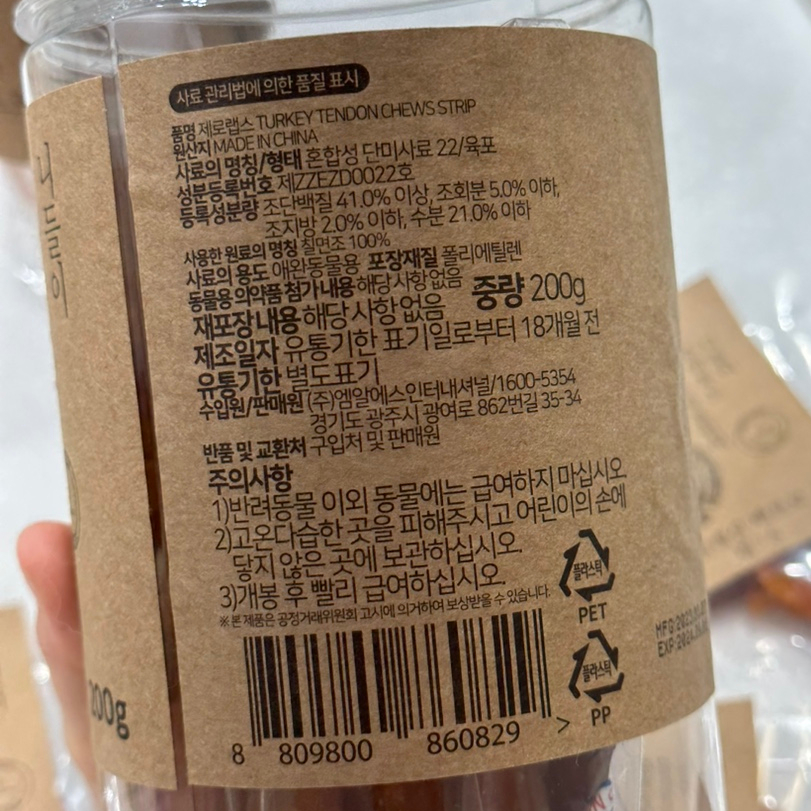 사료 관리법에 의한 품질 표시
품명 제로랩스 TURKEY TENDON CHEWS STRIP
원산지 MADE IN CHINA
사료의 명칭/형태 혼합성 단미사료 22/육포
성분등록번호 제ZZEZD0022호
등록성분량 조단백질 41.0% 이상, 조회분 5.0% 이하,
조지방 2.0% 이하, 수분 21.0% 이하
사용한 원료의 명칭 칠면조 100%
사료의 용도 애완동물용 포장재질 폴리에틸렌
동물용 의약품 첨가 내용 해당 사항 없음 중량 200g
재포장 내용 해당 사항 없음
제조일자 유통기한 표기일로부터 18개월 전
유통기한 별도표기
수입원/판매원 (주)엠알에스인터내셔널/1600-5354
경기도 광주시 광여로 862번길 35-34
반품 및 교환처 구입처 및 판매원
주의사항
1)반려동물 이외 동물에는 급여하지 마십시오
2)고온다습한 곳을 피해주시고 어린이의 손에
닿지 않은 곳에 보관하십시오.
3)개봉 후 빨리 급여하십시오.
※ 본 제품은 공정거래위원회 고시에 의거하여 보상받을 수 있습니다.
플라스틱
PET
플라스틱
PP
8 809800 860829 >
200g